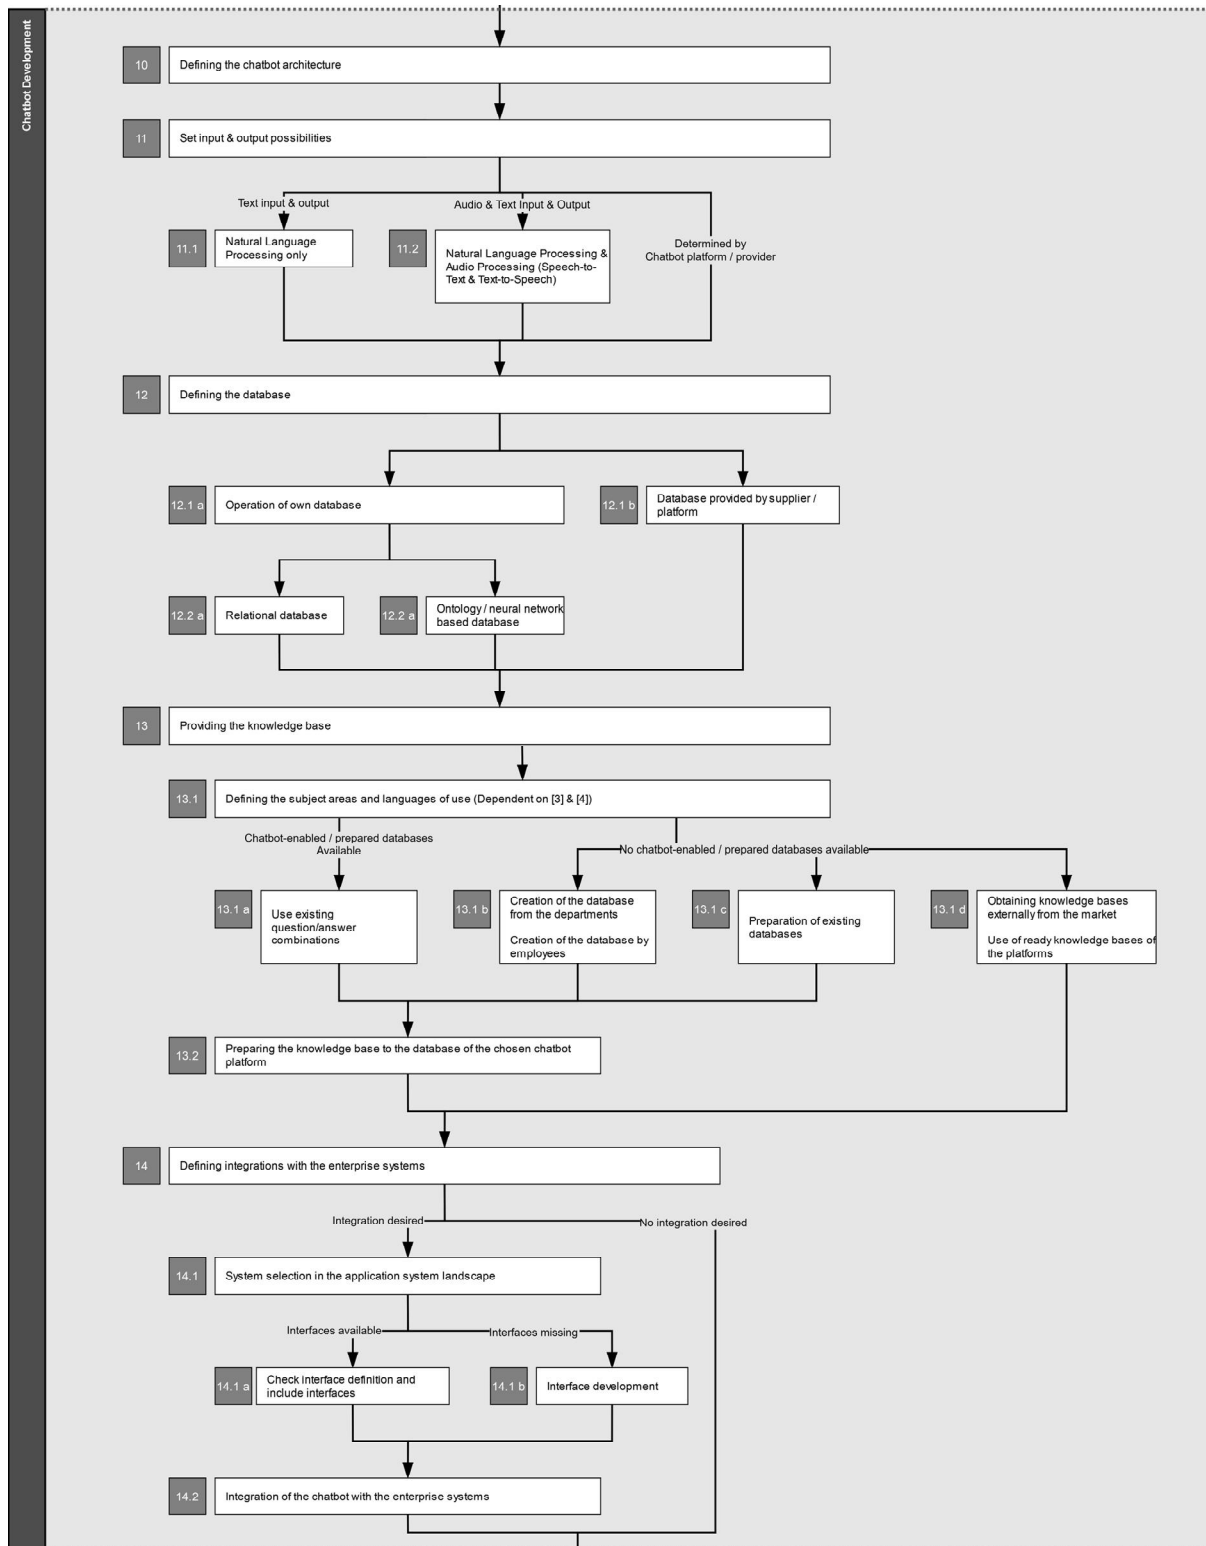 Chatbot Development
10
Defining the chatbot architecture
11
Set input & output possibilities
Text input & output
Audio & Text Input & Output
Determined by
Chatbot platform / provider
11.1
Natural Language
Processing only
11.2
Natural Language Processing &
Audio Processing (Speech-to-
Text & Text-to-Speech)
12
Defining the database
12.1 a
Operation of own database
12.1 b
Database provided by supplier /
platform
12.2 a
Relational database
12.2 a
Ontology / neural network
based database
13
Providing the knowledge base
13.1
Defining the subject areas and languages of use (Dependent on [3] & [4])
Chatbot-enabled / prepared databases
Available
No chatbot-enabled / prepared databases available
13.1 a
Use existing
question/answer
combinations
13.1 b
Creation of the database
from the departments
Creation of the database by
employees
13.1 c
Preparation of existing
databases
13.1 d
Obtaining knowledge bases
externally from the market
Use of ready knowledge bases of
the platforms
13.2
Preparing the knowledge base to the database of the chosen chatbot
platform
14
Defining integrations with the enterprise systems
Integration desired
No integration desired
14.1
System selection in the application system landscape
Interfaces available
Interfaces missing
14.1 a
Check interface definition and
include interfaces
14.1 b
Interface development
14.2
Integration of the chatbot with the enterprise systems